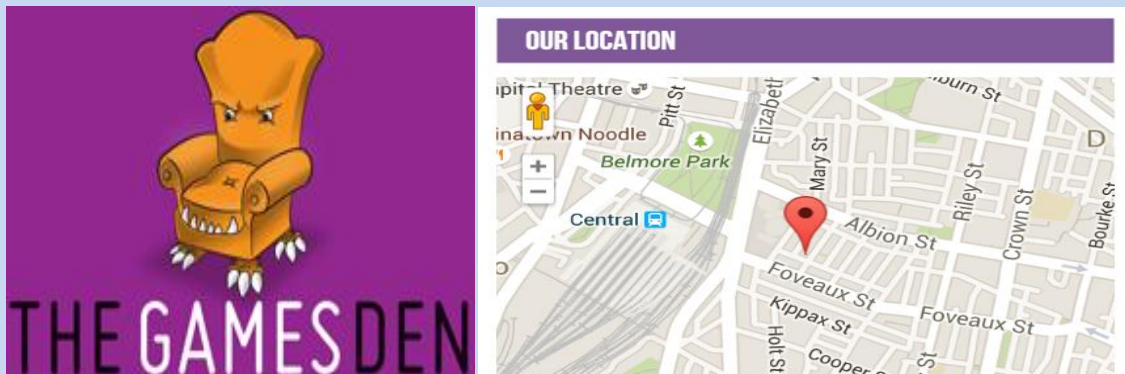 THE GAMES DEN
OUR LOCATION
Theatre
Pitt St
Elizabeth
Noodle
Belmore Park
Mary St
D
Central
Albion St
Riley St
Crown St
Bourke St
Foveaux St
Foveaux St
Kippax St
Holt St
Cooper
St